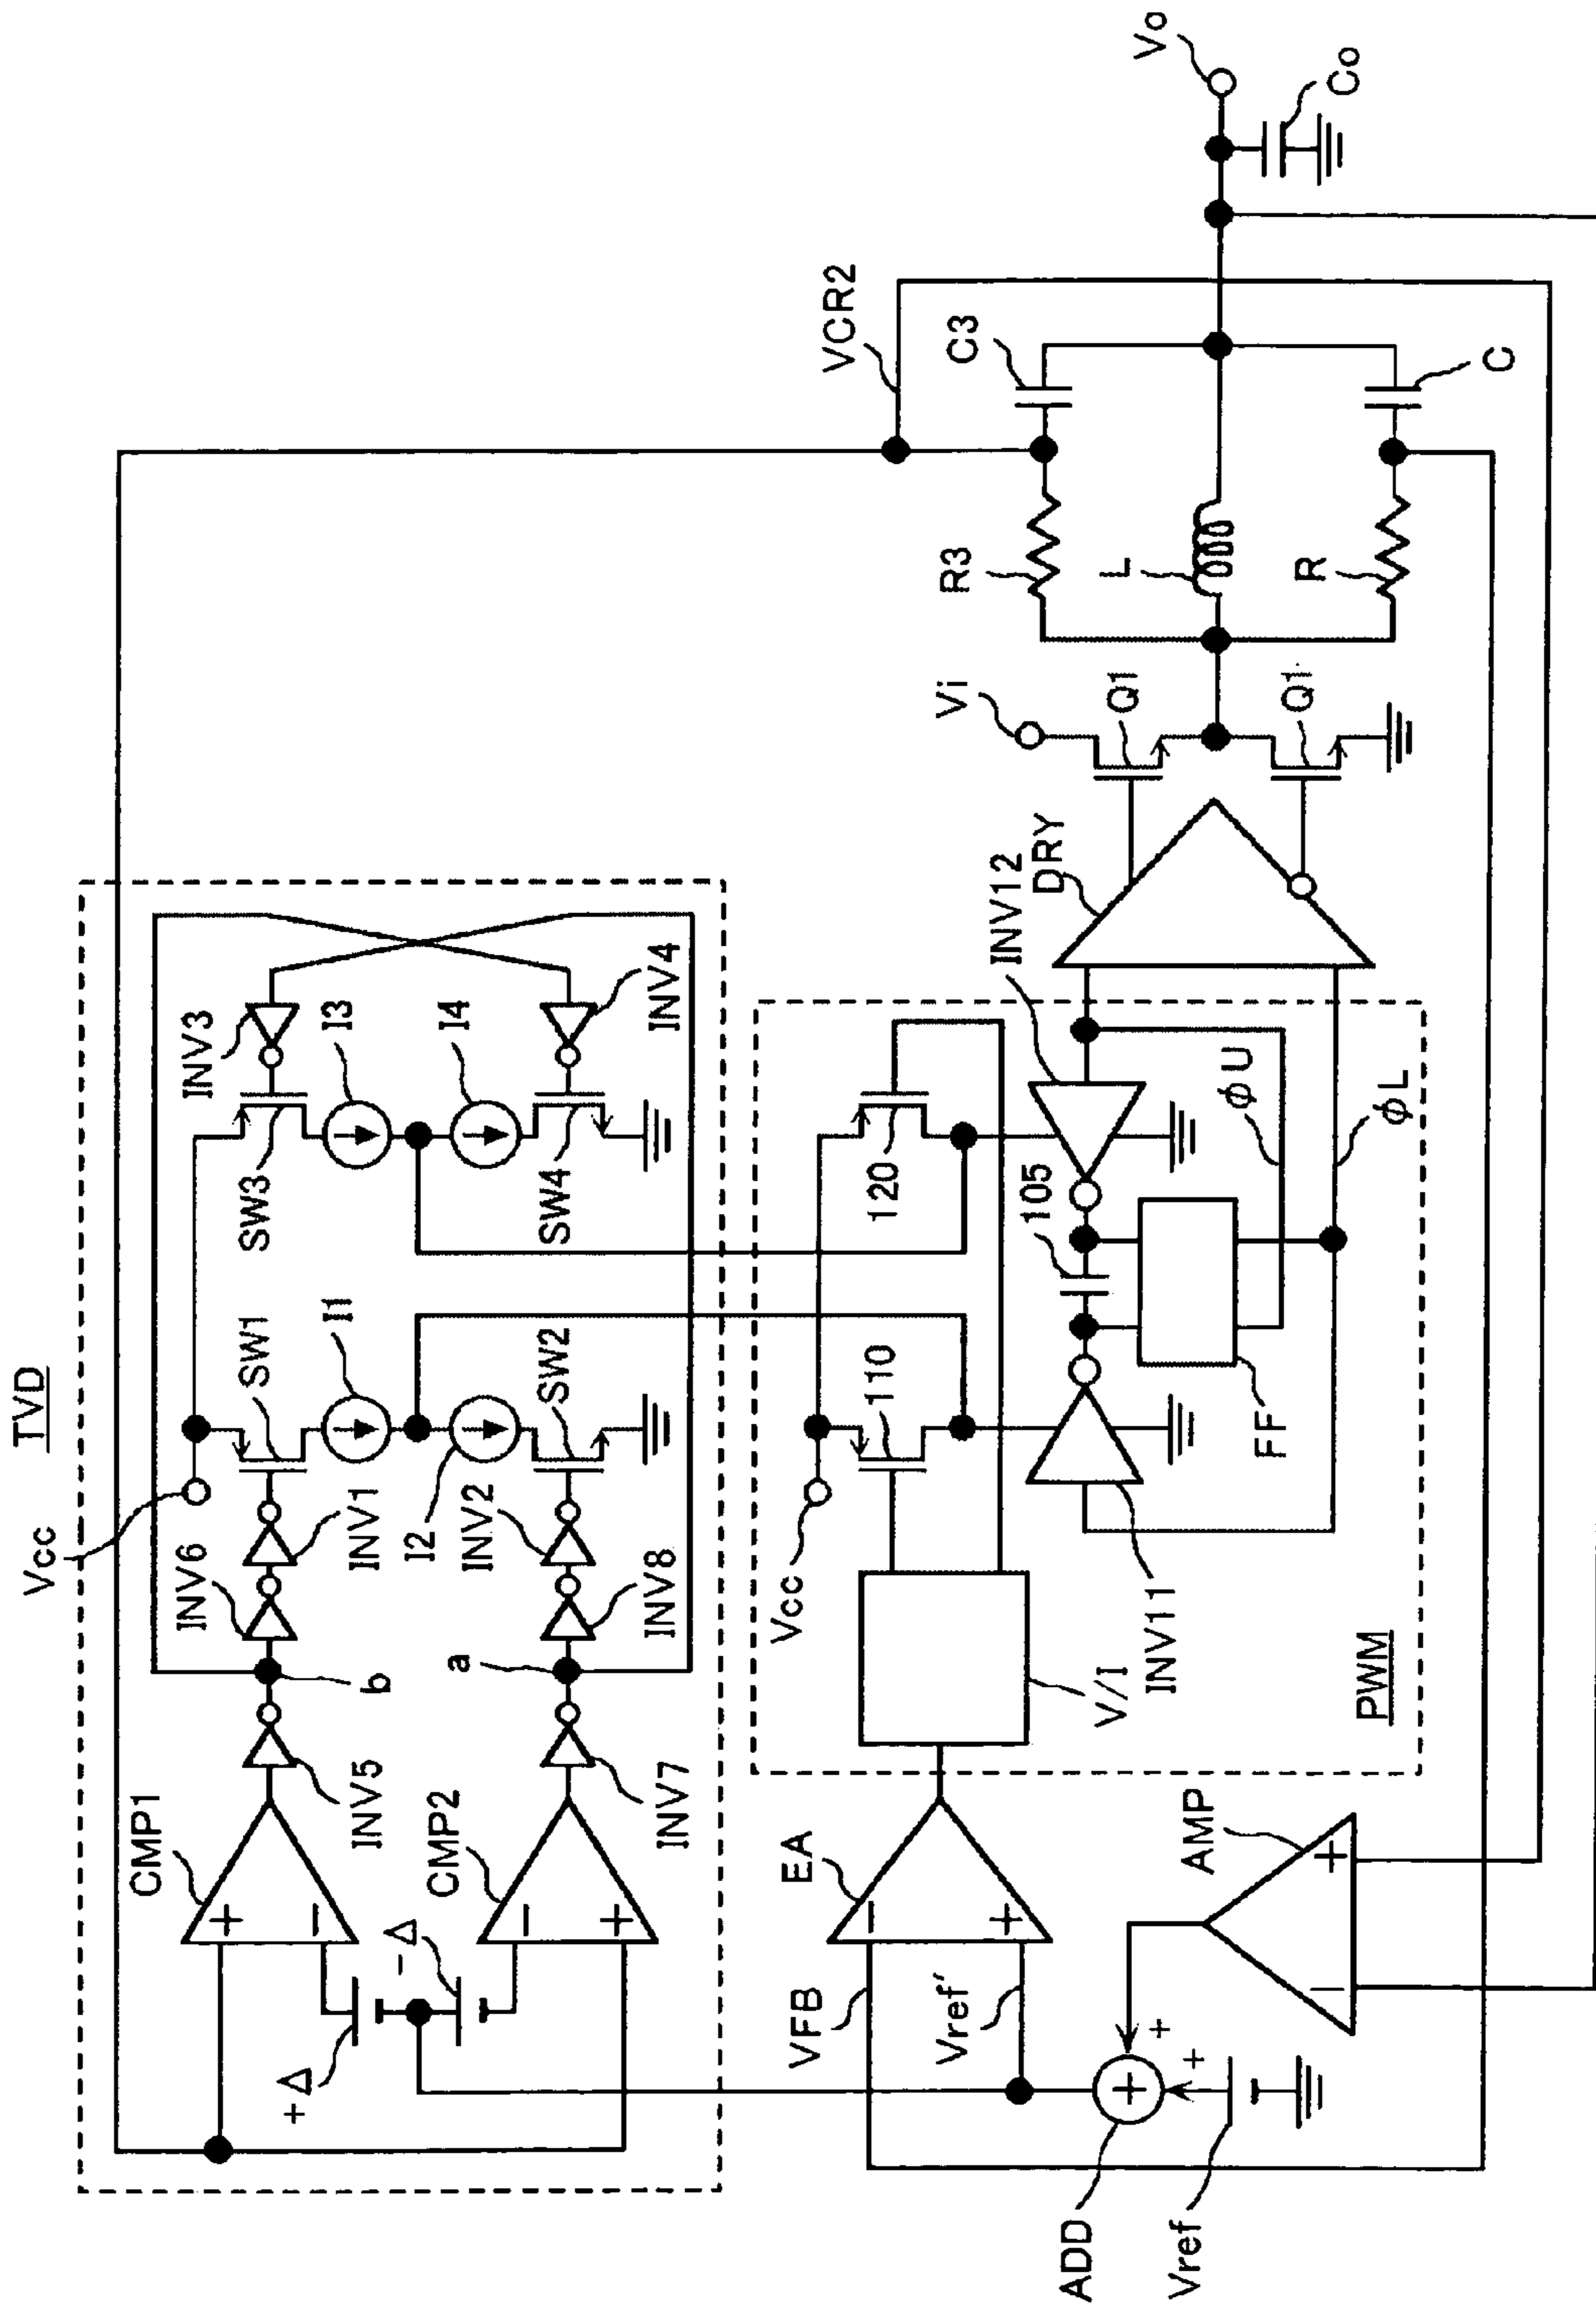 TVD
Vcc
INV6
SW1
INV1
I1
INV3
SW3
I3
b
I2
a
INV2
SW2
INV8
I4
SW4
INV4
CMP1
+
−
INV5
+Δ
−Δ
CMP2
−
+
INV7
VCR2
C3
R3
L
R
C
Vo
Co
Vi
Q1
Q1
DRY
INV12
Vcc
110
120
105
V/I
INV11
FF
φU
φL
PWM
EA
−
+
VFB
Vref'
AMP
+
−
ADD
+
+
+
Vref